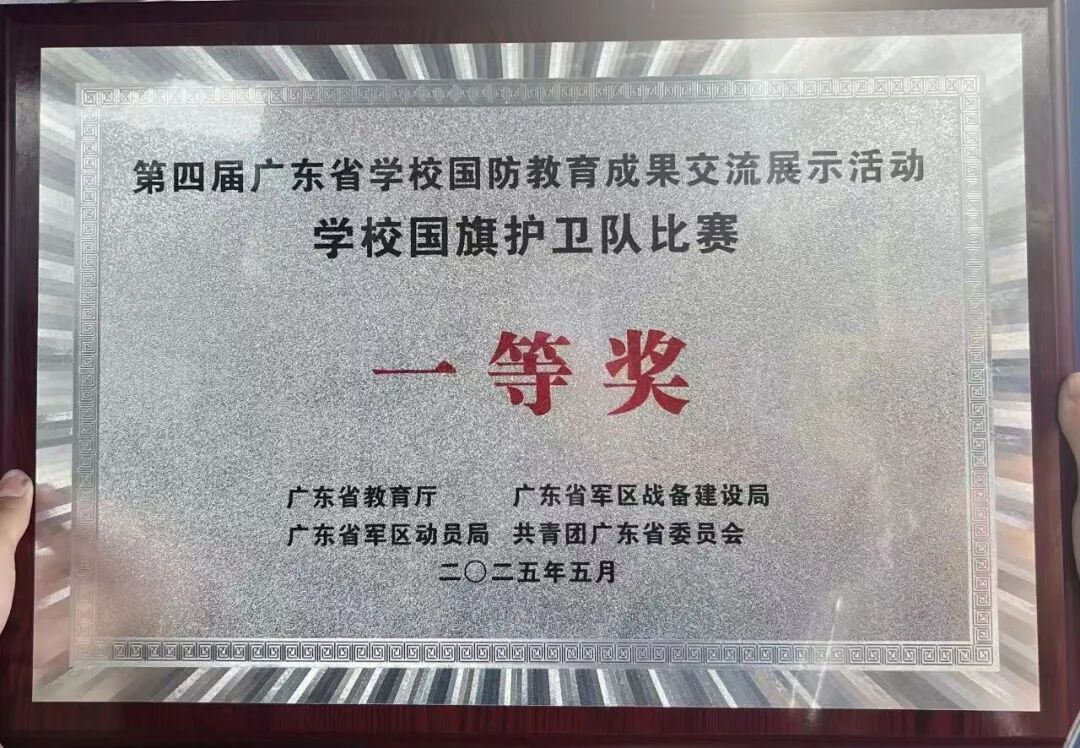 第四届广东省学校国防教育成果交流展示活动
学校国旗护卫队比赛
一等奖
广东省教育厅 广东省军区战备建设局
广东省军区动员局 共青团广东省委员会
二〇二五年五月